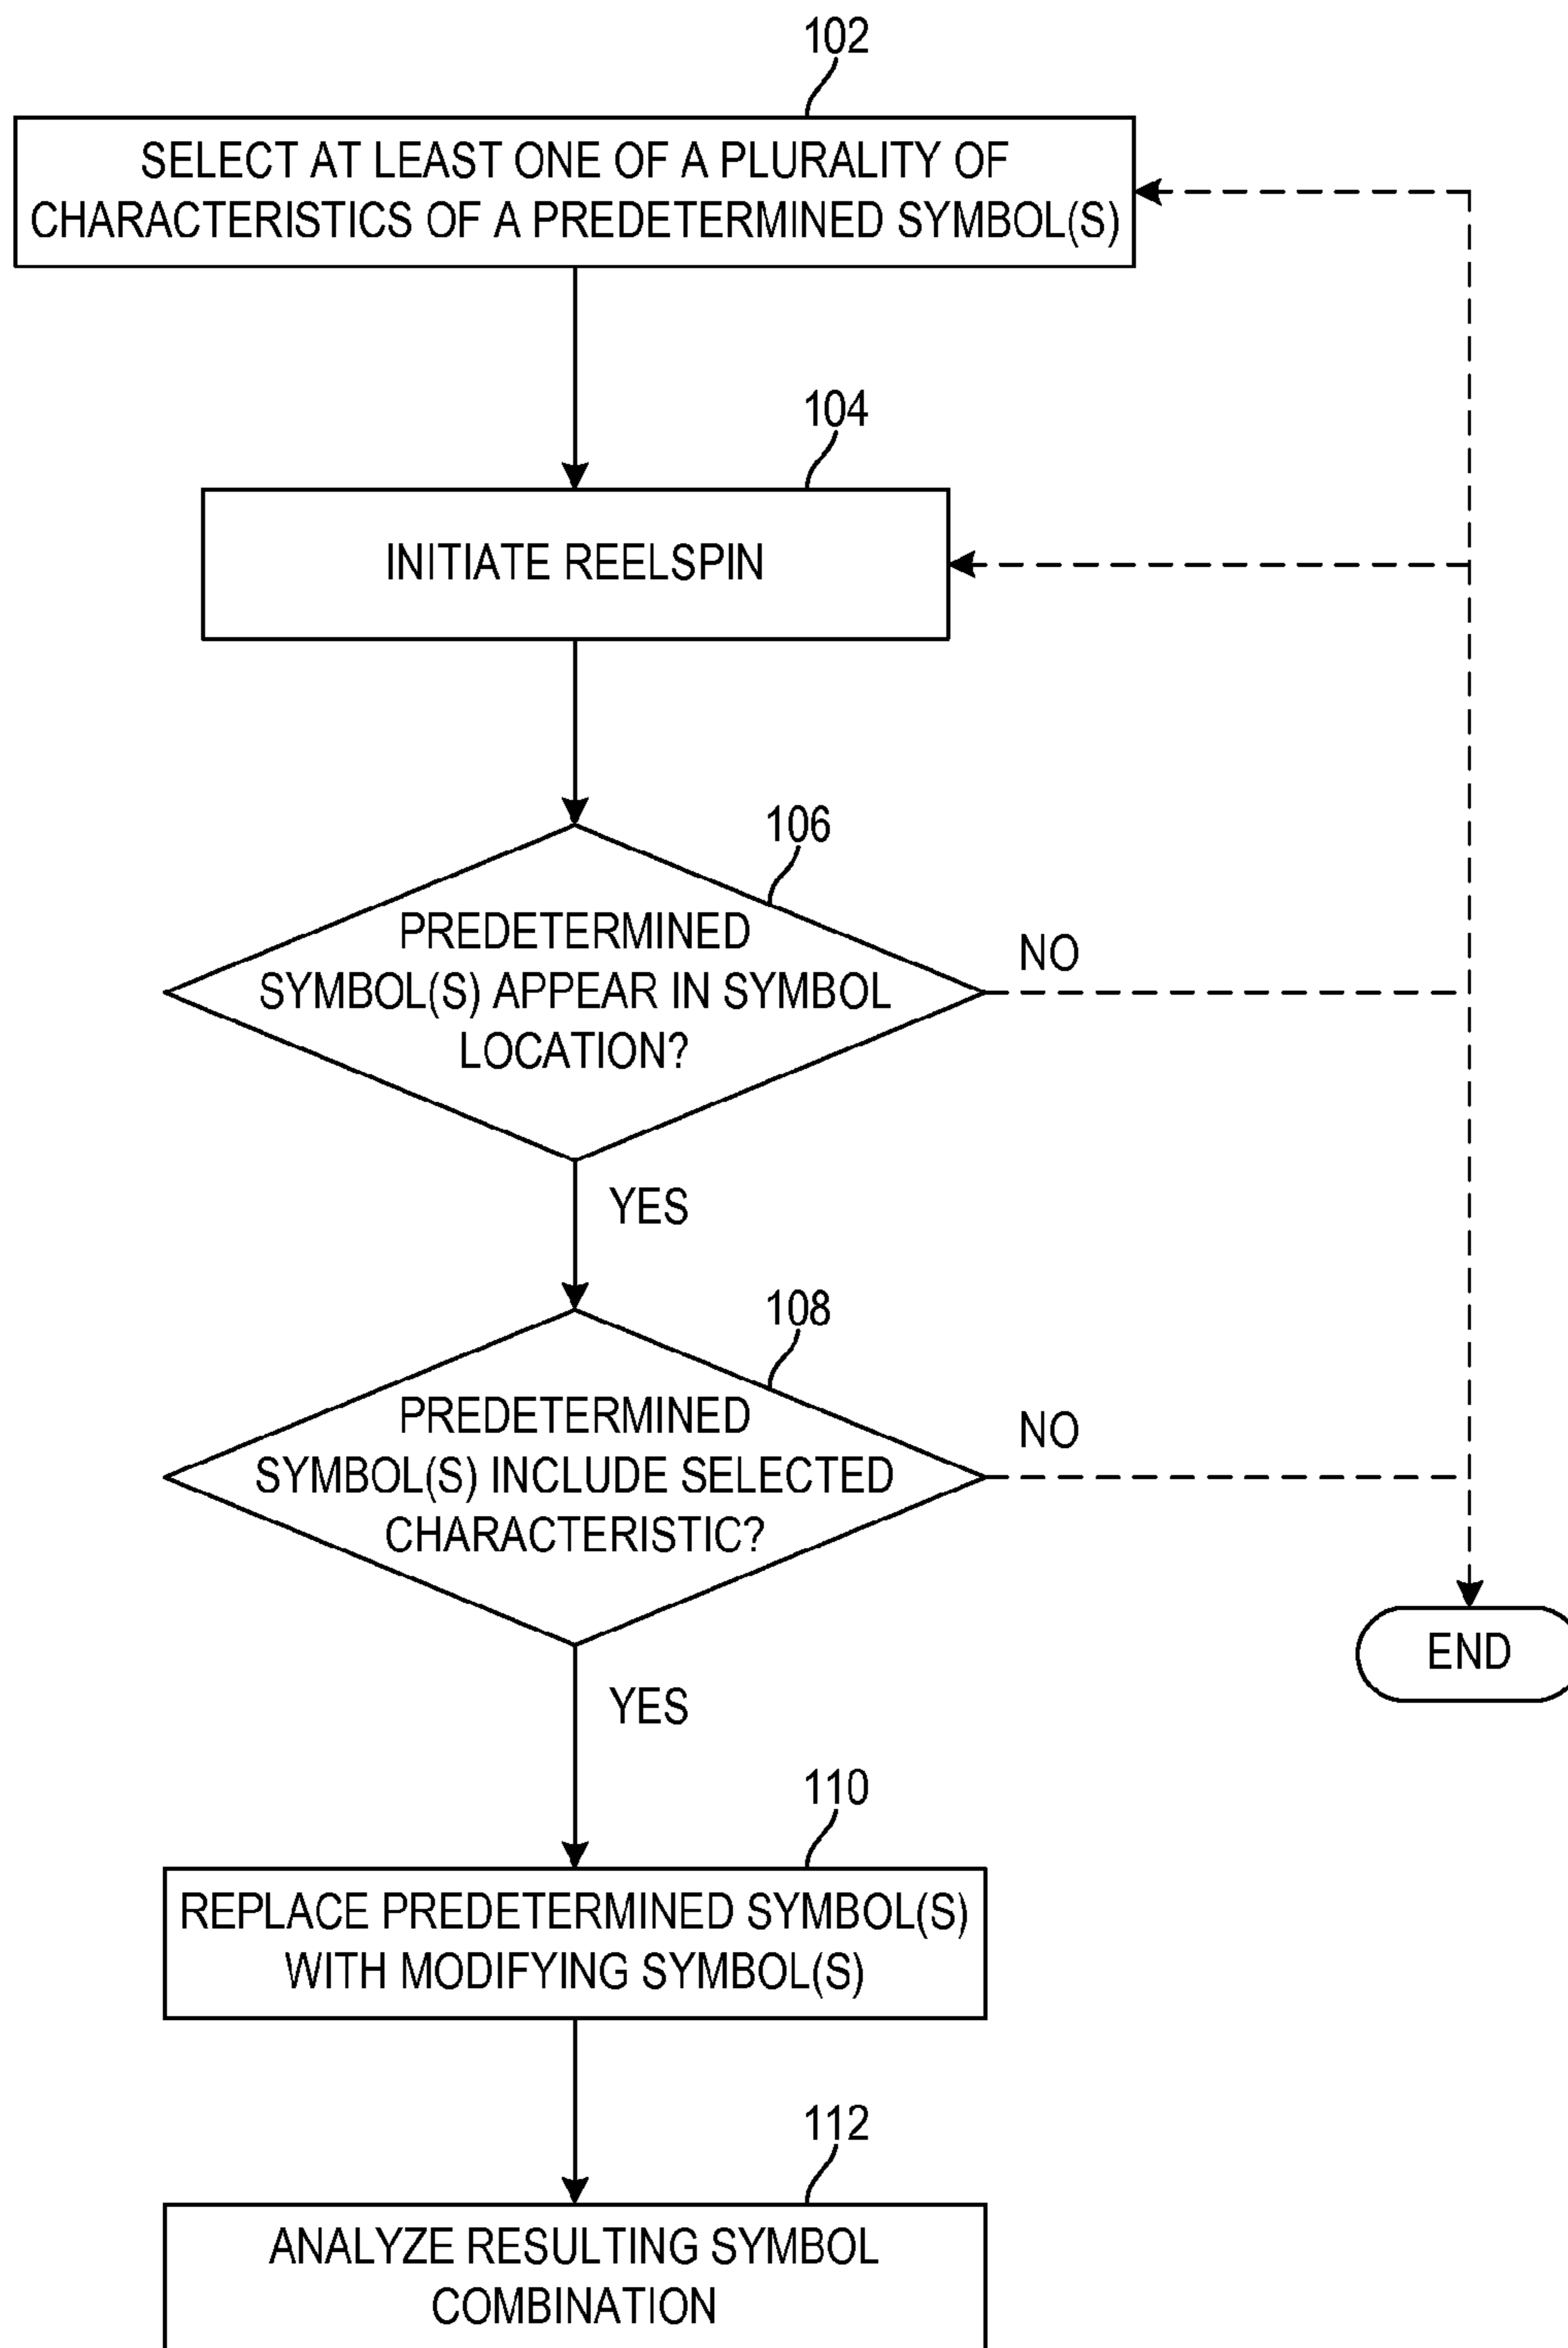 102
SELECT AT LEAST ONE OF A PLURALITY OF
CHARACTERISTICS OF A PREDETERMINED SYMBOL(S)
104
INITIATE REELSPIN
106
PREDETERMINED
SYMBOL(S) APPEAR IN SYMBOL
LOCATION?
NO
YES
108
PREDETERMINED
SYMBOL(S) INCLUDE SELECTED
CHARACTERISTIC?
NO
END
YES
110
REPLACE PREDETERMINED SYMBOL(S)
WITH MODIFYING SYMBOL(S)
112
ANALYZE RESULTING SYMBOL
COMBINATION